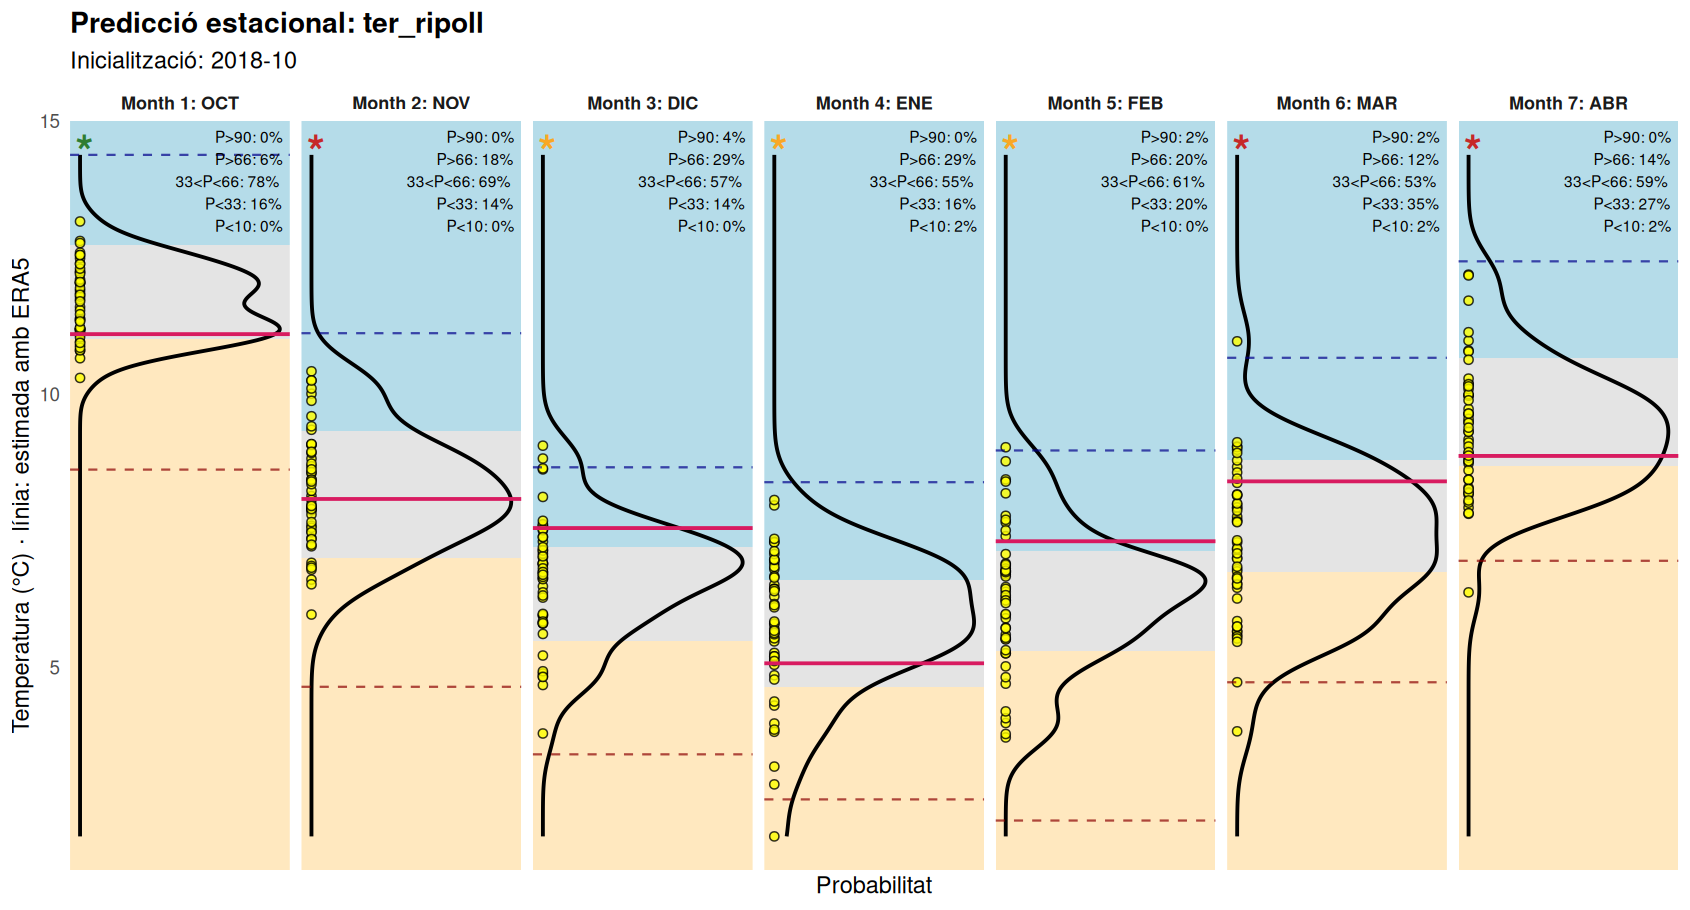 Predicció estacional: ter_ripoll
Inicialització: 2018-10
Month 1: OCT
Month 2: NOV
Month 3: DIC
Month 4: ENE
Month 5: FEB
Month 6: MAR
Month 7: ABR
P>90: 0%
P>66: 6%
33<P<66: 78%
P<33: 16%
P<10: 0%
P>90: 0%
P>66: 18%
33<P<66: 69%
P<33: 14%
P<10: 0%
P>90: 4%
P>66: 29%
33<P<66: 57%
P<33: 14%
P<10: 0%
P>90: 0%
P>66: 29%
33<P<66: 55%
P<33: 16%
P<10: 2%
P>90: 2%
P>66: 20%
33<P<66: 61%
P<33: 20%
P<10: 0%
P>90: 2%
P>66: 12%
33<P<66: 53%
P<33: 35%
P<10: 2%
P>90: 0%
P>66: 14%
33<P<66: 59%
P<33: 27%
P<10: 2%
15
10
5
Temperatura (°C) · línia: estimada amb ERA5
Probabilitat